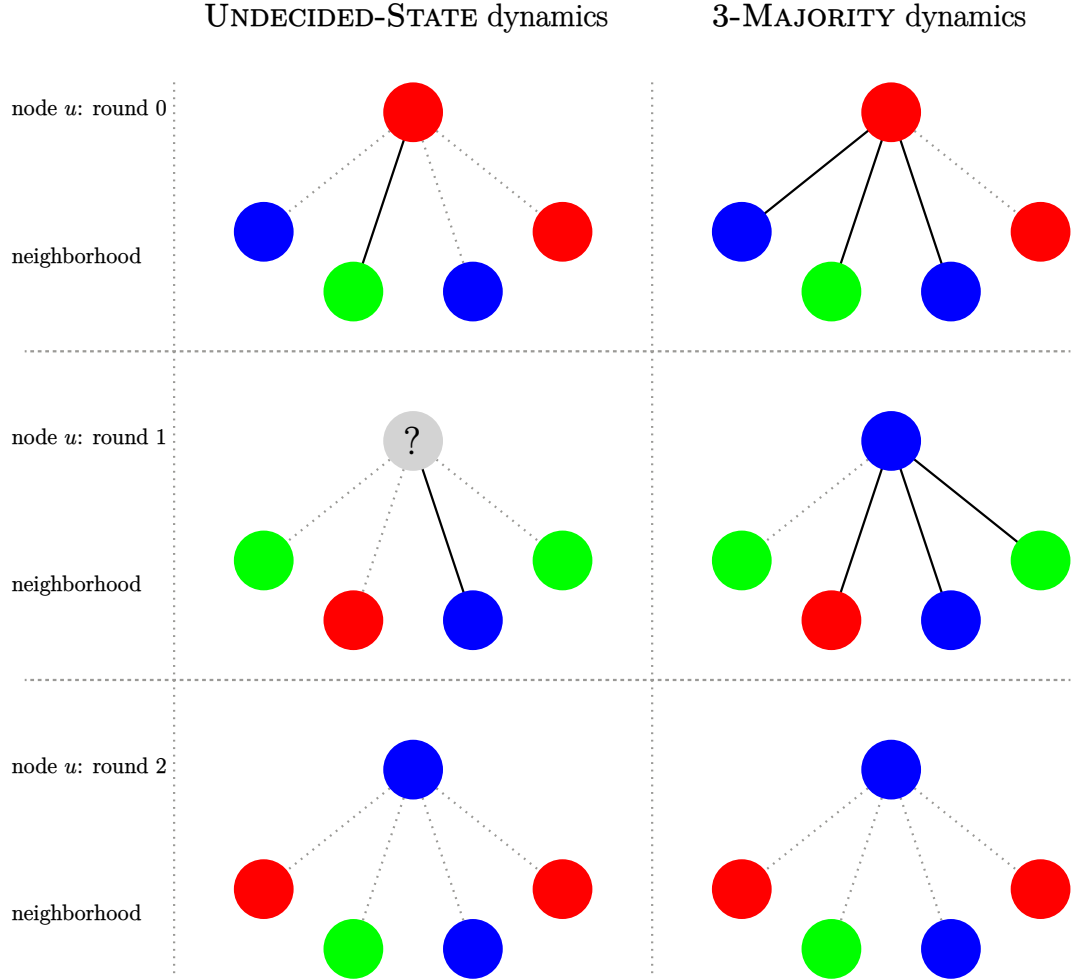 UNDECIDED-STATE dynamics
3-MAJORITY dynamics
node u: round 0
neighborhood
node u: round 1
?
neighborhood
node u: round 2
neighborhood